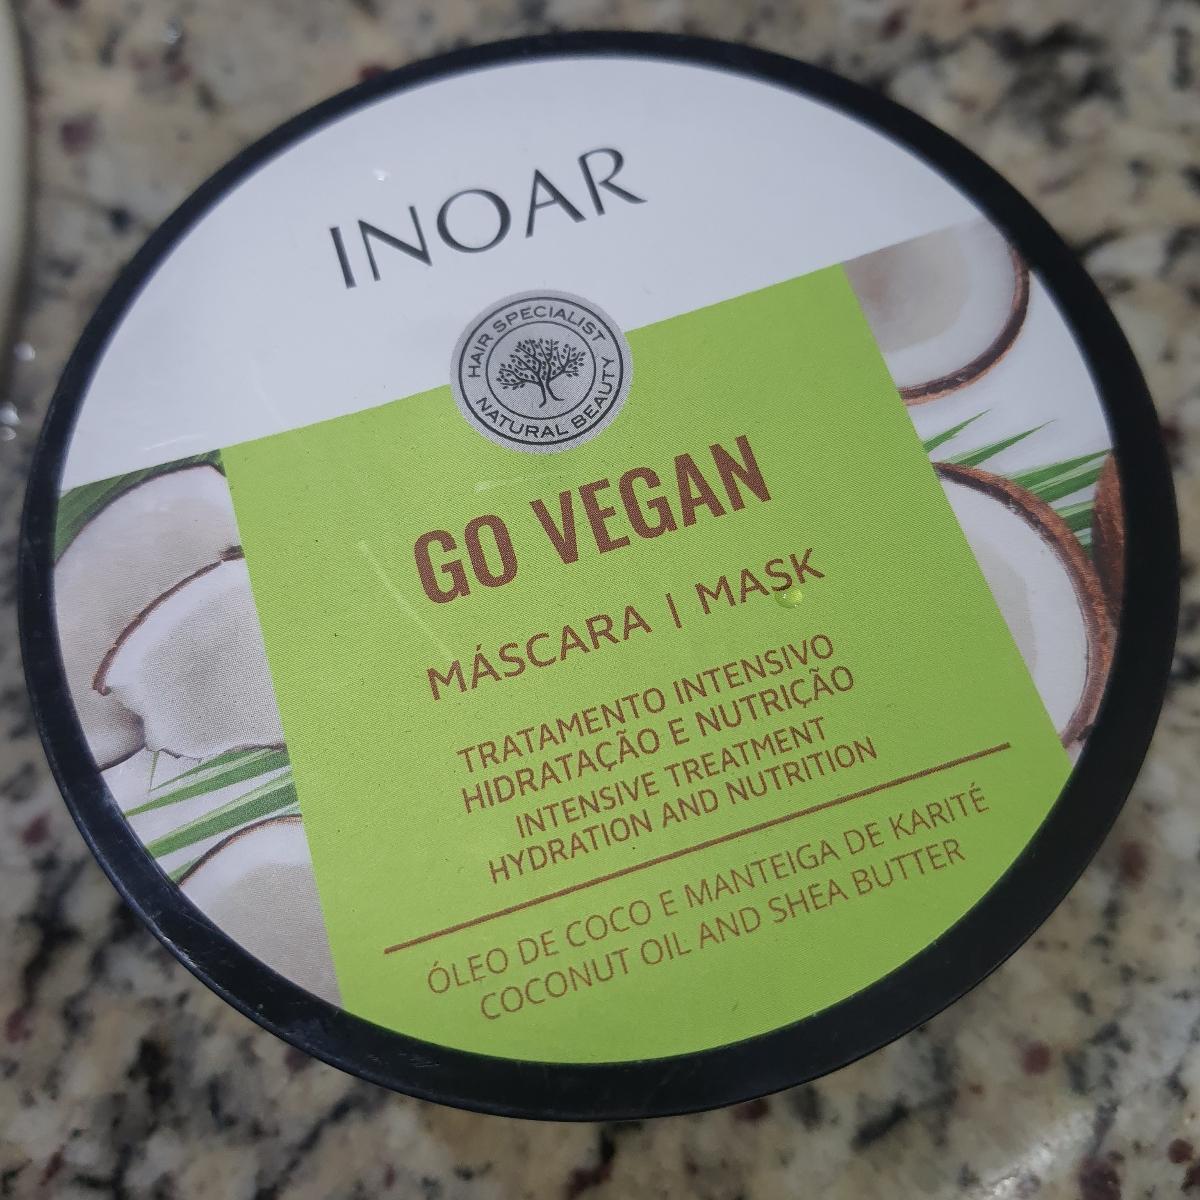 INOAR
HAIR SPECIALIST
NATURAL BEAUTY
GO VEGAN
MÁSCARA | MASK
TRATAMENTO INTENSIVO
HIDRATAÇÃO E NUTRIÇÃO
INTENSIVE TREATMENT
HYDRATION AND NUTRITION
ÓLEO DE COCO E MANTEIGA DE KARITÉ
COCONUT OIL AND SHEA BUTTER